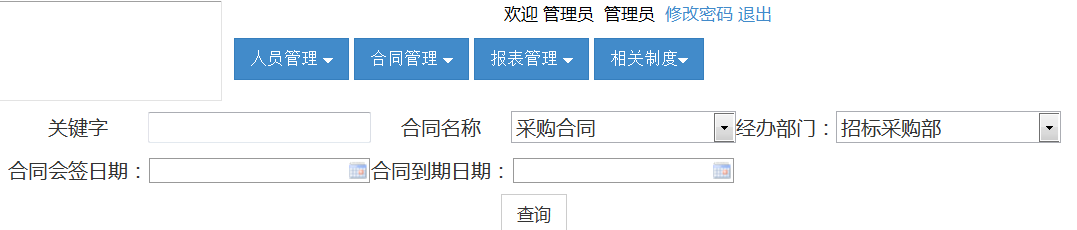 欢迎 管理员 管理员 修改密码 退出
人员管理 合同管理 报表管理 相关制度
关键字 合同名称 采购合同 经办部门： 招标采购部
合同会签日期： 合同到期日期：
查询